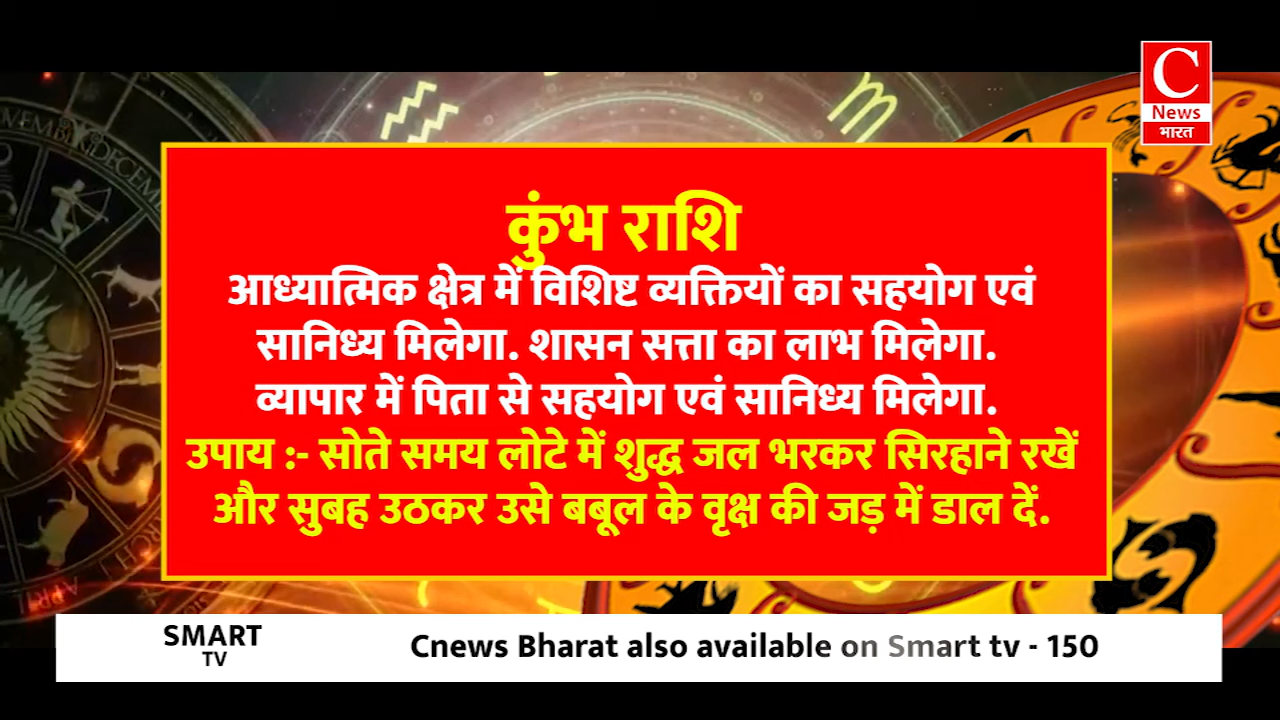 C
News
भारत
कुंभ राशि
आध्यात्मिक क्षेत्र में विशिष्ट व्यक्तियों का सहयोग एवं
सानिध्य मिलेगा. शासन सत्ता का लाभ मिलेगा.
व्यापार में पिता से सहयोग एवं सानिध्य मिलेगा.
उपाय :- सोते समय लोटे में शुद्ध जल भरकर सिरहाने रखें
और सुबह उठकर उसे बबूल के वृक्ष की जड़ में डाल दें.
SMART
TV
Cnews Bharat also available on Smart tv - 150